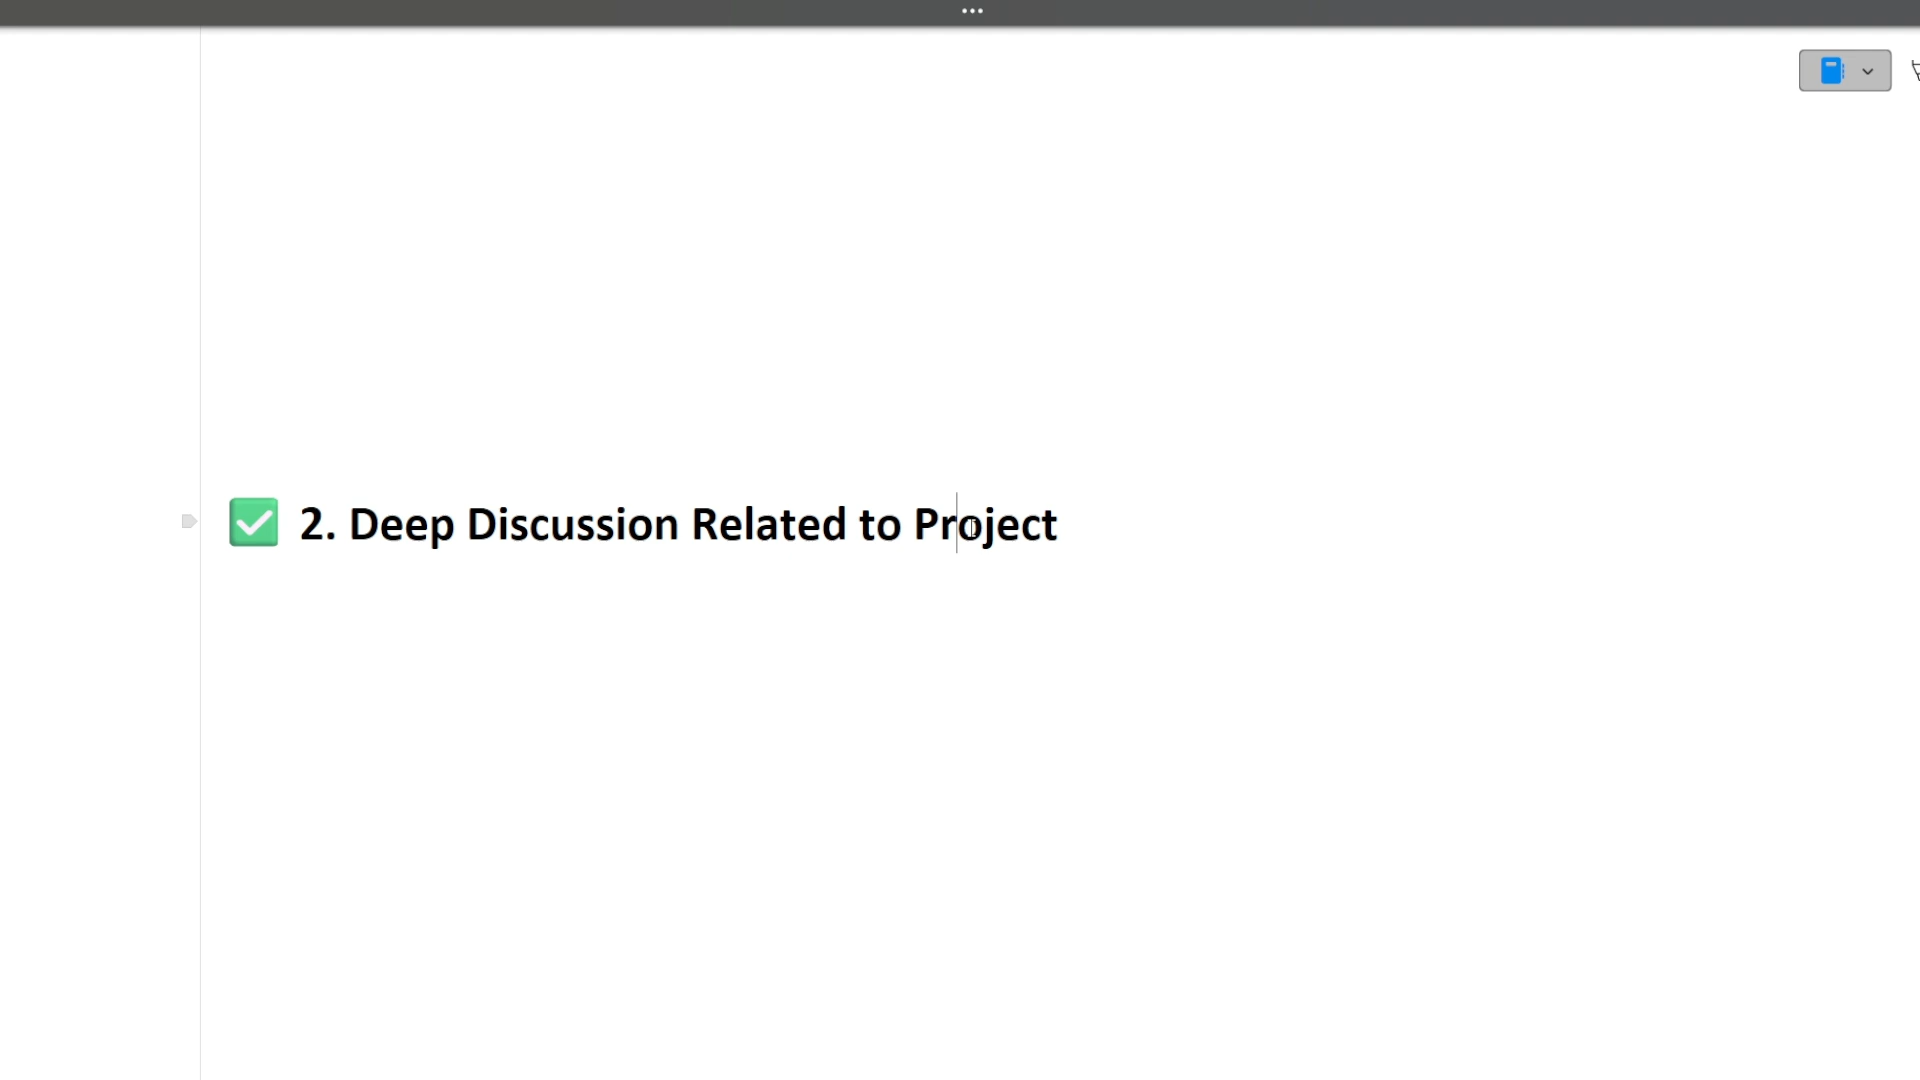 ✅ 2. Deep Discussion Related to Project